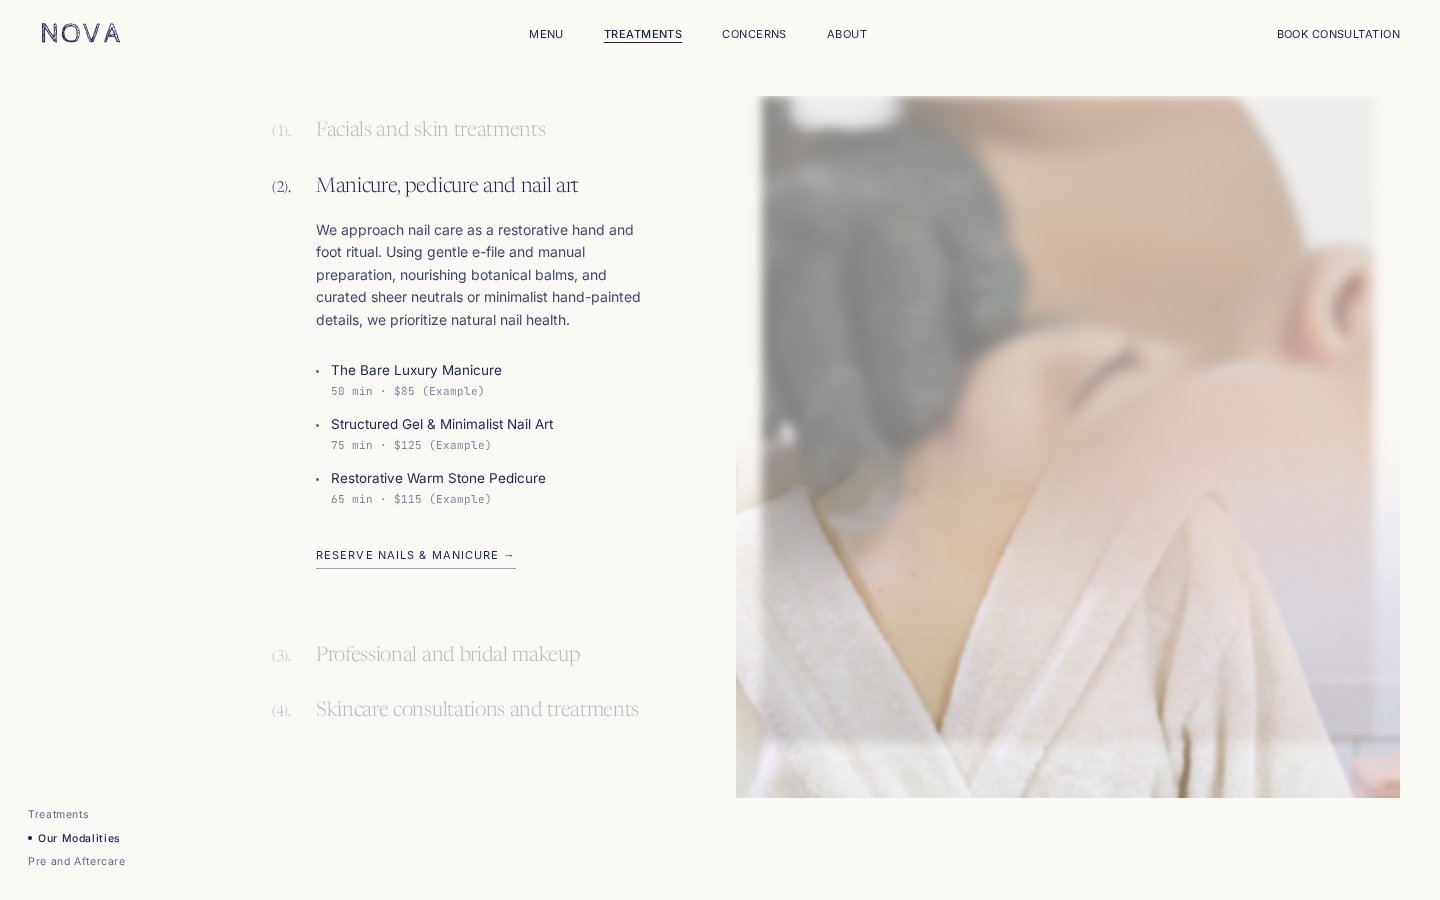 NOVA
MENU
TREATMENTS
CONCERNS
ABOUT
BOOK CONSULTATION
(1). Facials and skin treatments
(2). Manicure, pedicure and nail art
We approach nail care as a restorative hand and
foot ritual. Using gentle e-file and manual
preparation, nourishing botanical balms, and
curated sheer neutrals or minimalist hand-painted
details, we prioritize natural nail health.
• The Bare Luxury Manicure
50 min · $85 (Example)
• Structured Gel & Minimalist Nail Art
75 min · $125 (Example)
• Restorative Warm Stone Pedicure
65 min · $115 (Example)
RESERVE NAILS & MANICURE →
(3). Professional and bridal makeup
(4). Skincare consultations and treatments
Treatments
• Our Modalities
Pre and Aftercare